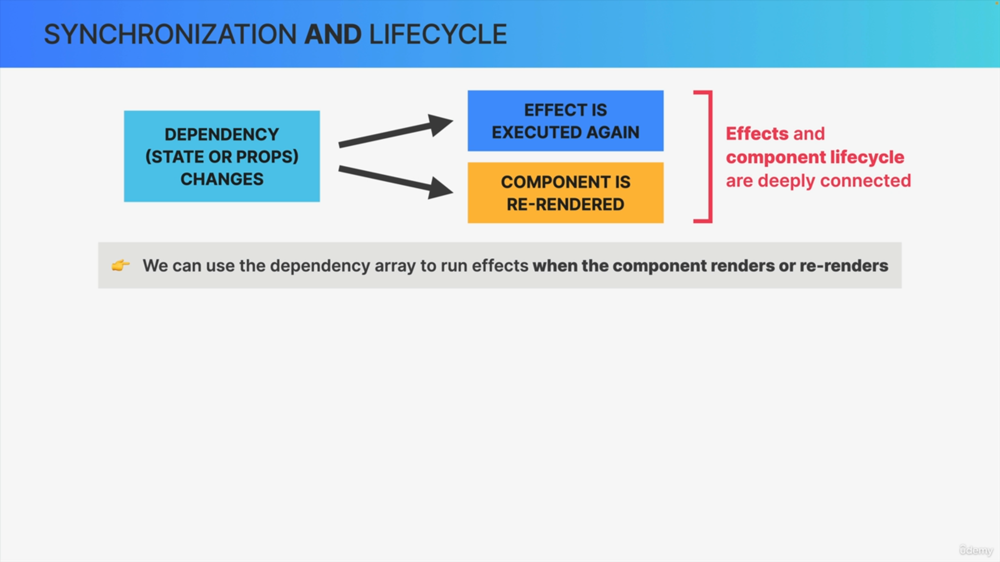 SYNCHRONIZATION AND LIFECYCLE
DEPENDENCY
(STATE OR PROPS)
CHANGES
EFFECT IS
EXECUTED AGAIN
COMPONENT IS
RE-RENDERED
Effects and
component lifecycle
are deeply connected
👉 We can use the dependency array to run effects when the component renders or re-renders
ûdemy